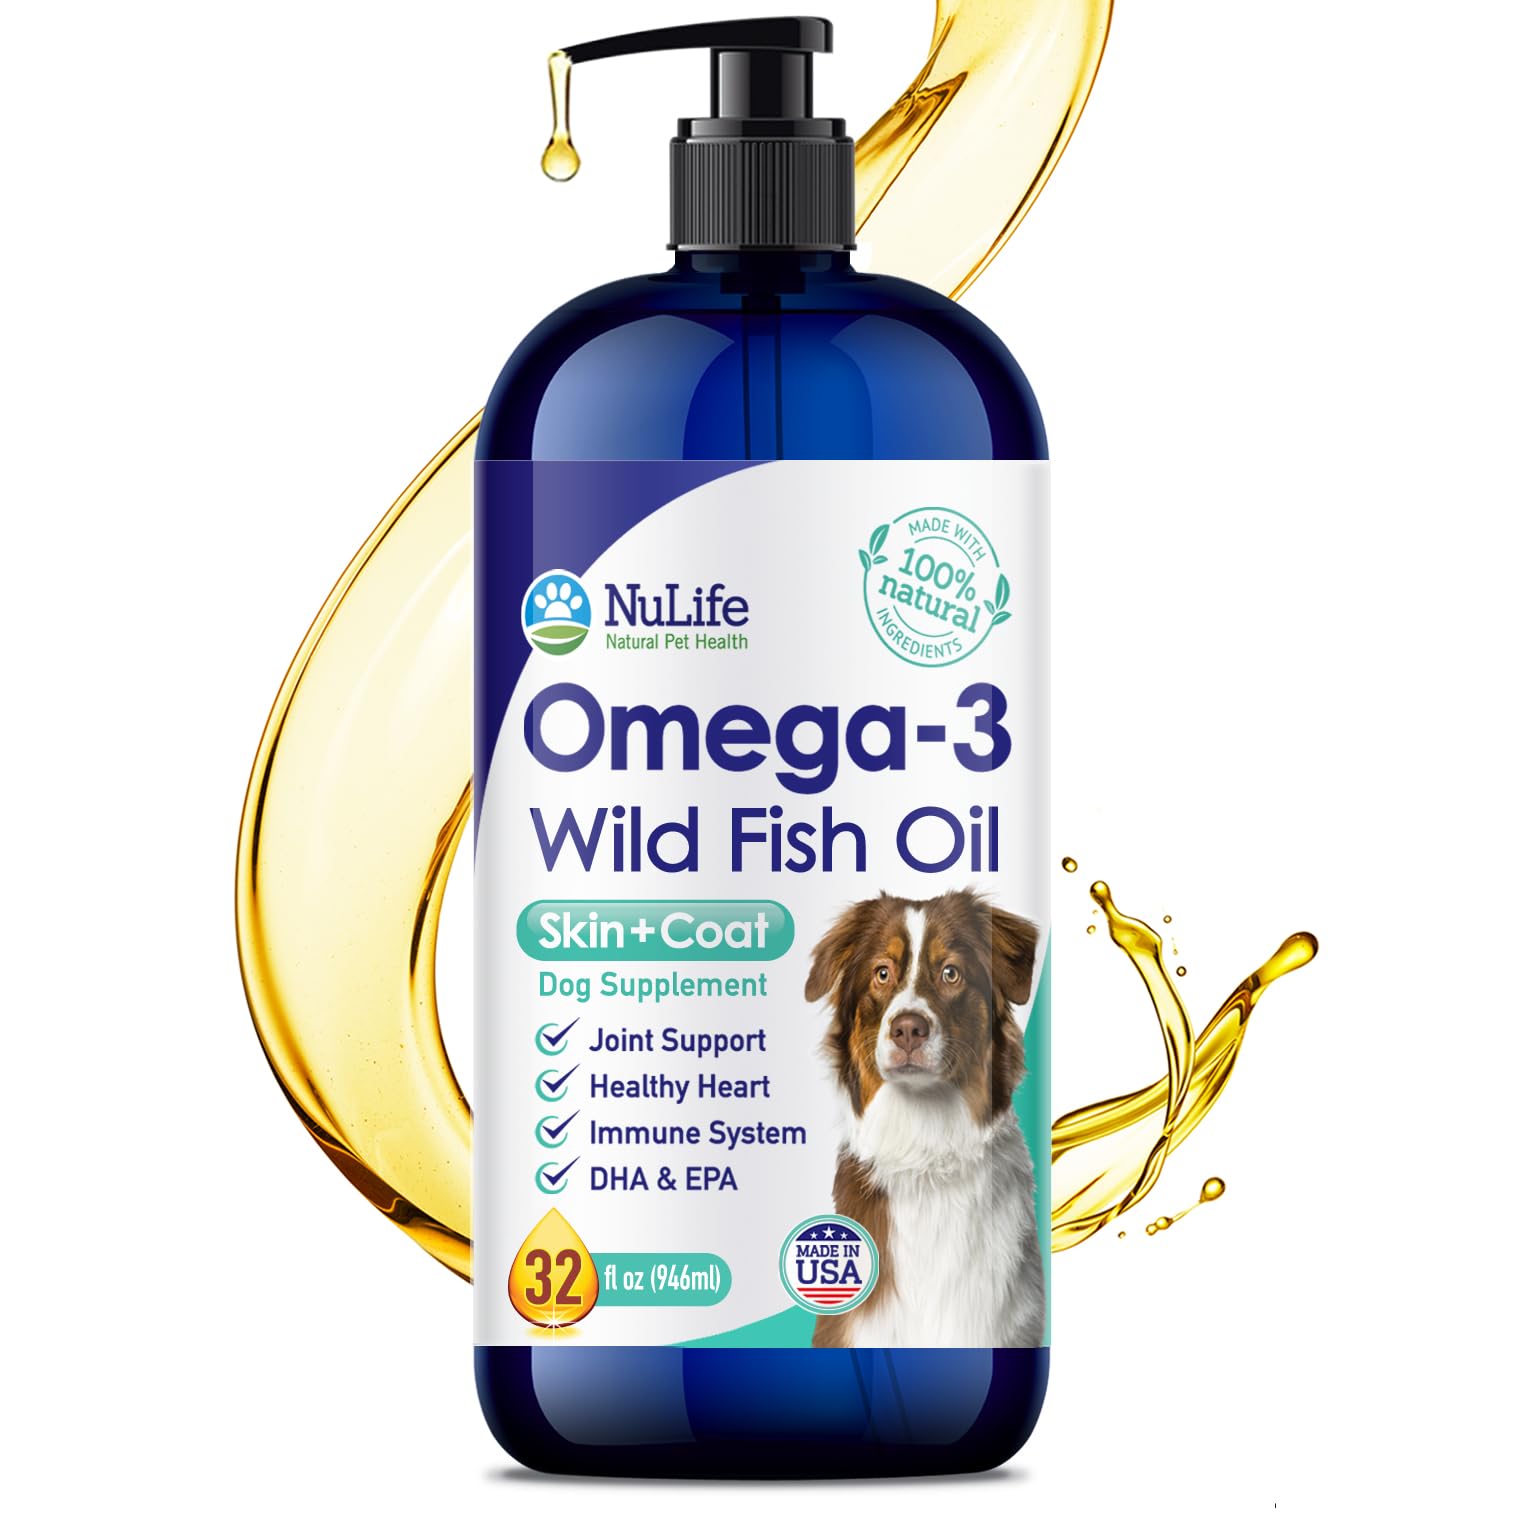 NuLife
Natural Pet Health
MADE WITH
100%
natural
INGREDIENTS
Omega-3
Wild Fish Oil
Skin+Coat
Dog Supplement
Joint Support
Healthy Heart
Immune System
DHA & EPA
32 fl oz (946ml)
MADE IN
USA